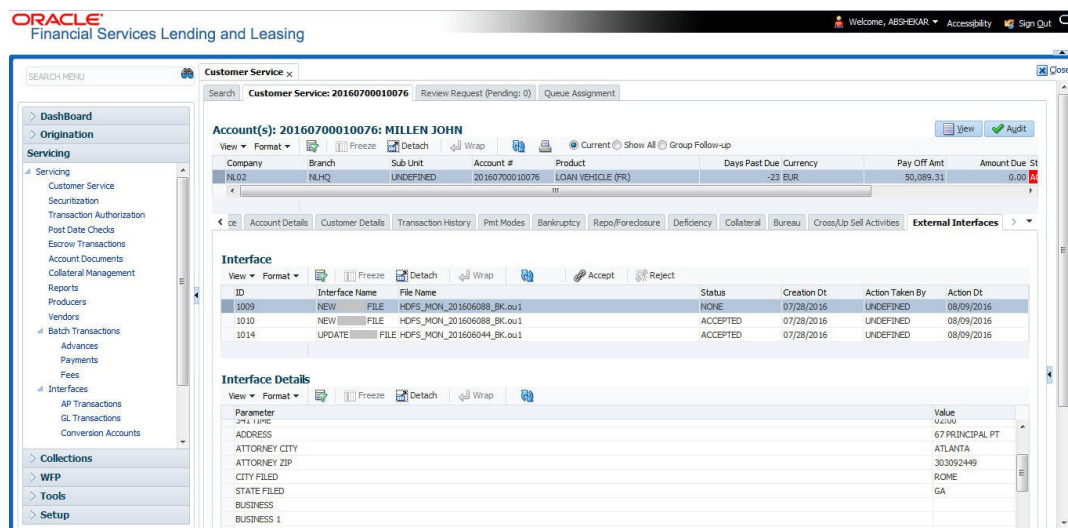 ORACLE
Financial Services Lending and Leasing
Welcome, ABSHEKAR Accessibility Sign Out
SEARCH MENU
Customer Service x
Close
Search Customer Service: 20160700010076 Review Request (Pending: 0) Queue Assignment
DashBoard
Origination
Servicing
Servicing
Customer Service
Securitization
Transaction Authorization
Post Date Checks
Escrow Transactions
Account Documents
Collateral Management
Reports
Producers
Vendors
Batch Transactions
Advances
Payments
Fees
Interfaces
AP Transactions
GL Transactions
Conversion Accounts
Collections
WFP
Tools
Setup
Account(s): 20160700010076: MILLEN JOHN
View Audit
View Format Freeze Detach Wrap Current Show All Group Follow-up
Company Branch Sub Unit Account # Product Days Past Due Currency Pay Off Amt Amount Due St
NL02 NLHQ UNDEFINED 20160700010076 LOAN VEHICLE (FR) -23 EUR 50,089.31 0.00
ce Account Details Customer Details Transaction History Pmt Modes Bankruptcy Repo/Foreclosure Deficiency Collateral Bureau Cross/Up Sell Activities External Interfaces
Interface
View Format Freeze Detach Wrap Accept Reject
ID Interface Name File Name Status Creation Dt Action Taken By Action Dt
1009 NEW FILE HDFS_MON_201606088_BK.ou1 NONE 07/28/2016 UNDEFINED 08/09/2016
1010 NEW FILE HDFS_MON_201606088_BK.ou1 ACCEPTED 07/28/2016 UNDEFINED 08/09/2016
1014 UPDATE FILE HDFS_MON_201606044_BK.ou1 ACCEPTED 07/28/2016 UNDEFINED 08/09/2016
Interface Details
View Format Freeze Detach Wrap
Parameter Value
341 TIME 02:00
ADDRESS 67 PRINCIPAL PT
ATTORNEY CITY ATLANTA
ATTORNEY ZIP 303092449
CITY FILED ROME
STATE FILED GA
BUSINESS
BUSINESS 1